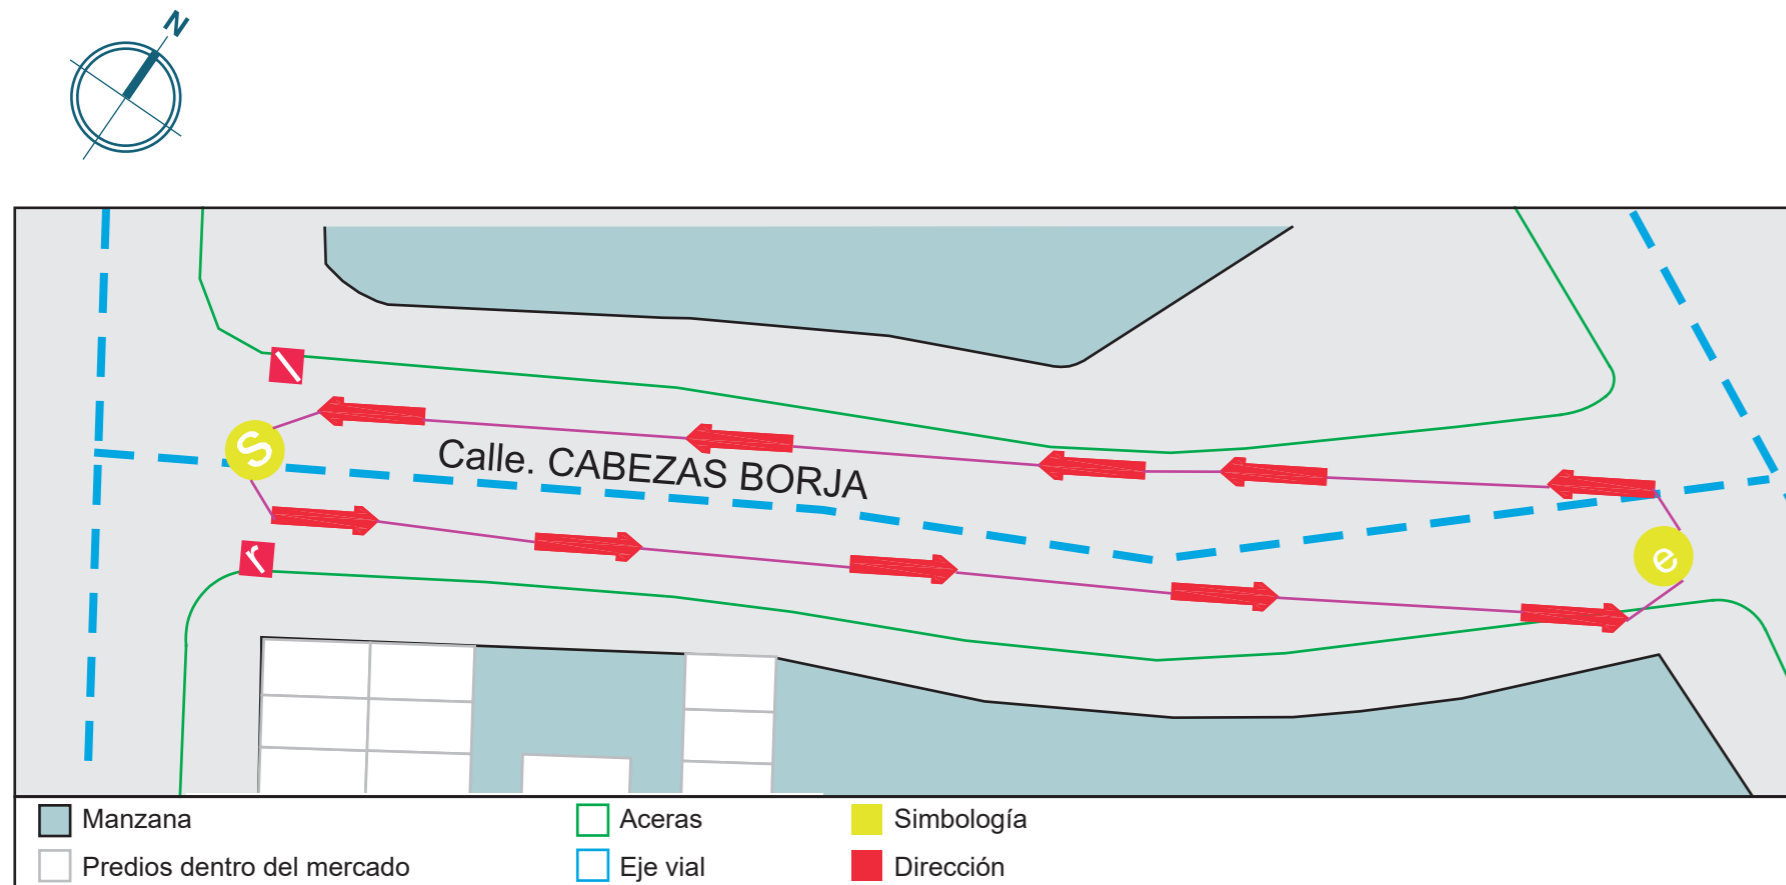 N
l
Calle. CABEZAS BORJA
S
r
e
Manzana
Aceras
Simbología
Predios dentro del mercado
Eje vial
Dirección